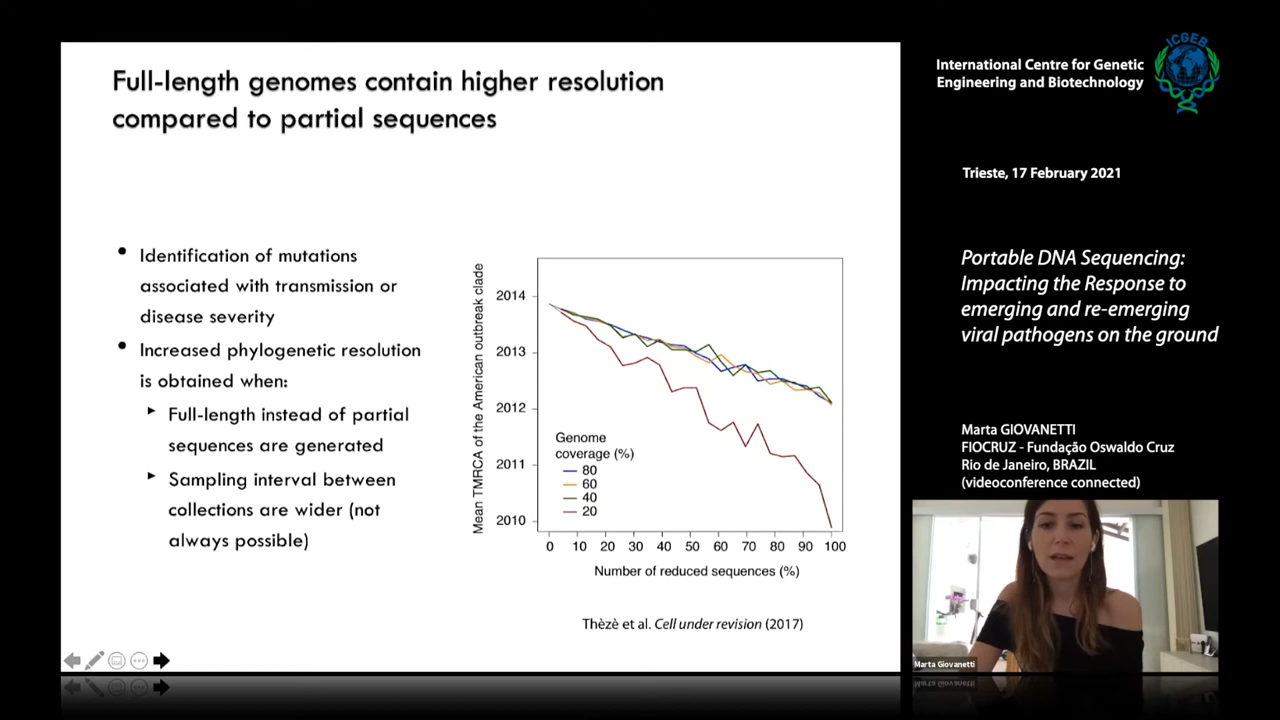 Full-length genomes contain higher resolution
compared to partial sequences
• Identification of mutations
associated with transmission or
disease severity
• Increased phylogenetic resolution
is obtained when:
Full-length instead of partial
sequences are generated
Sampling interval between
collections are wider (not
always possible)
Mean TMRCA of the American outbreak clade
2014
2013
2012
2011
2010
Genome
coverage (%)
80
60
40
20
0 10 20 30 40 50 60 70 80 90 100
Number of reduced sequences (%)
Thèzè et al. Cell under revision (2017)
International Centre for Genetic
Engineering and Biotechnology
ICGEB
Trieste, 17 February 2021
Portable DNA Sequencing:
Impacting the Response to
emerging and re-emerging
viral pathogens on the ground
Marta GIOVANETTI
FIOCRUZ - Fundação Oswaldo Cruz
Rio de Janeiro, BRAZIL
(videoconference connected)
Marta Giovanetti